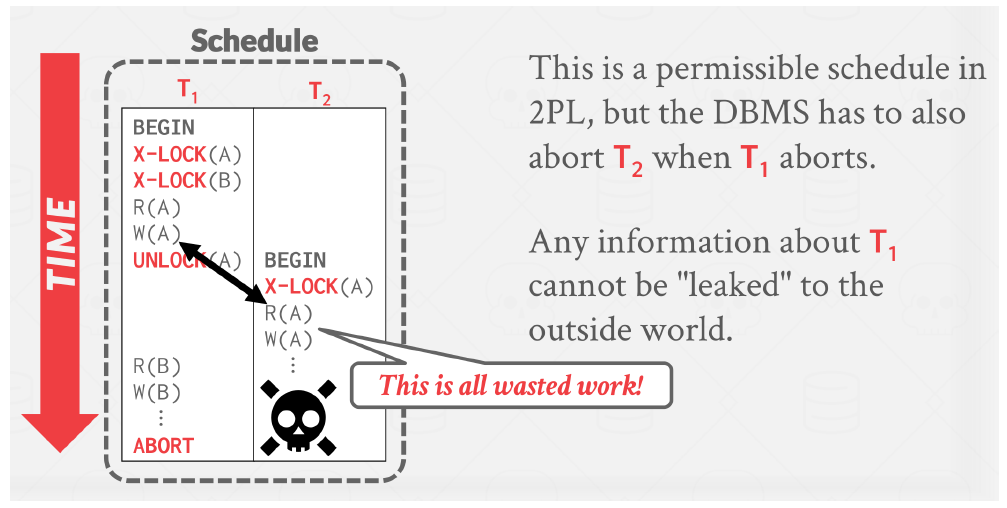 Schedule
TIME
T1 T2
BEGIN
X-LOCK(A)
X-LOCK(B)
R(A)
W(A)
UNLOCK(A) BEGIN
X-LOCK(A)
R(A)
W(A)
⋮
R(B)
W(B)
⋮
ABORT
This is all wasted work!
This is a permissible schedule in
2PL, but the DBMS has to also
abort T2 when T1 aborts.
Any information about T1
cannot be "leaked" to the
outside world.